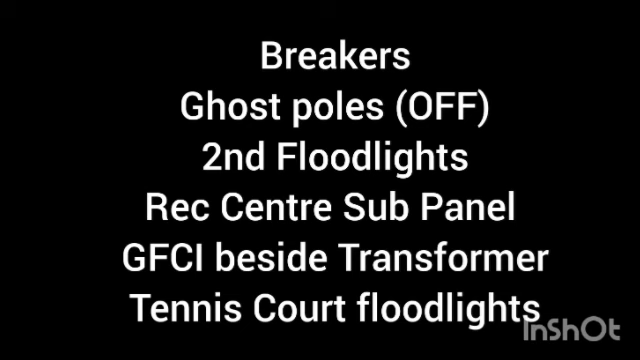 Breakers
Ghost poles (OFF)
2nd Floodlights
Rec Centre Sub Panel
GFCI beside Transformer
Tennis Court floodlights
InShOt